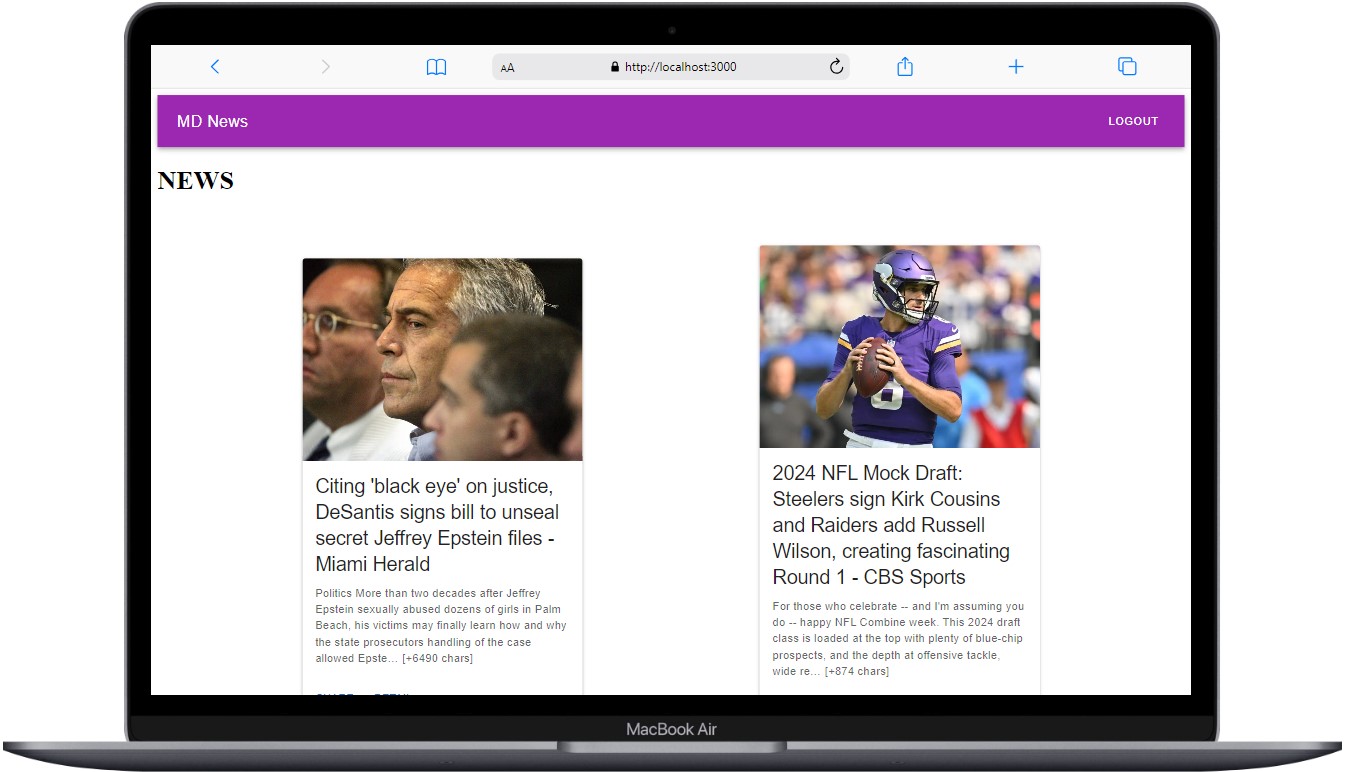 AA http://localhost:3000
MD News LOGOUT
NEWS
Citing 'black eye' on justice,
DeSantis signs bill to unseal
secret Jeffrey Epstein files -
Miami Herald
Politics More than two decades after Jeffrey
Epstein sexually abused dozens of girls in Palm
Beach, his victims may finally learn how and why
the state prosecutors handling of the case
allowed Epste... [+6490 chars]
8
2024 NFL Mock Draft:
Steelers sign Kirk Cousins
and Raiders add Russell
Wilson, creating fascinating
Round 1 - CBS Sports
For those who celebrate -- and I'm assuming you
do -- happy NFL Combine week. This 2024 draft
class is loaded at the top with plenty of blue-chip
prospects, and the depth at offensive tackle,
wide re... [+874 chars]
MacBook Air